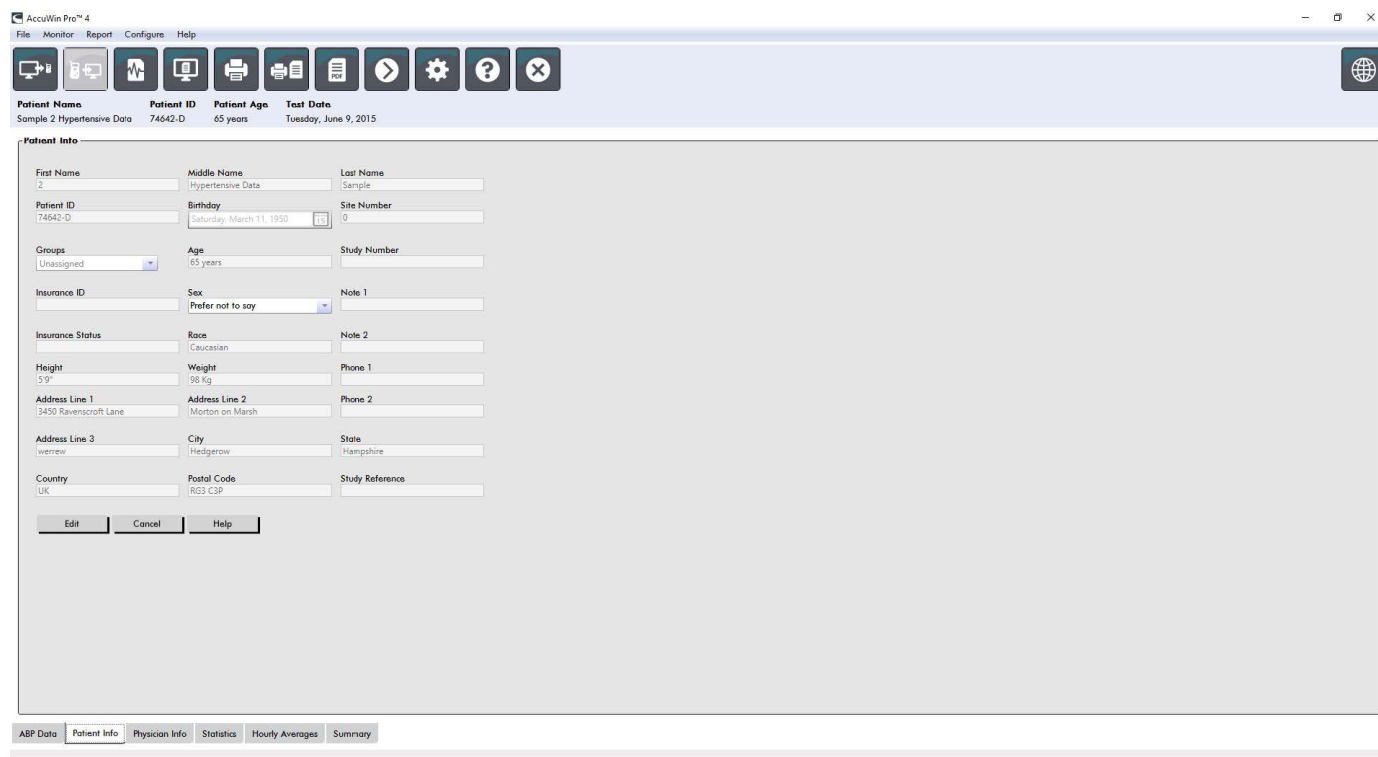 AccuWin Pro™ 4
File Monitor Report Configure Help
PDF
Patient Name Patient ID Patient Age Test Date
Sample 2 Hypertensive Data 74642-D 65 years Tuesday, June 9, 2015
Patient Info
First Name Middle Name Last Name
2 Hypertensive Data Sample
Patient ID Birthday Site Number
74642-D Saturday, March 11, 1950 15 0
Groups Age Study Number
Unassigned 65 years
Insurance ID Sex Note 1
Prefer not to say
Insurance Status Race Note 2
Caucasian
Height Weight Phone 1
5'9" 98 Kg
Address Line 1 Address Line 2 Phone 2
3450 Ravenscroft Lane Morton on Marsh
Address Line 3 City State
werrew Hedgerow Hampshire
Country Postal Code Study Reference
UK RG3 C3P
Edit Cancel Help
ABP Data Patient Info Physician Info Statistics Hourly Averages Summary